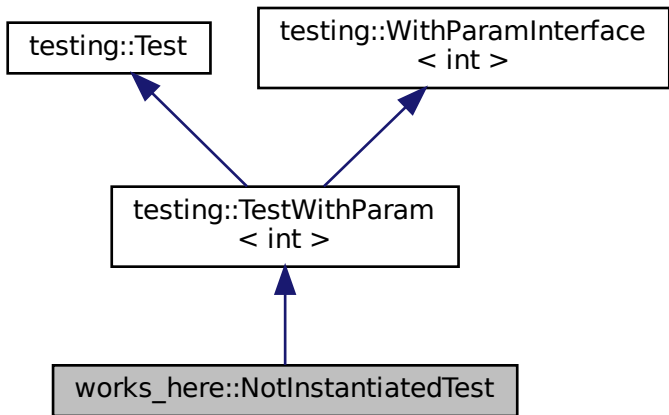 testing::Test
testing::WithParamInterface
< int >
testing::TestWithParam
< int >
works_here::NotInstantiatedTest